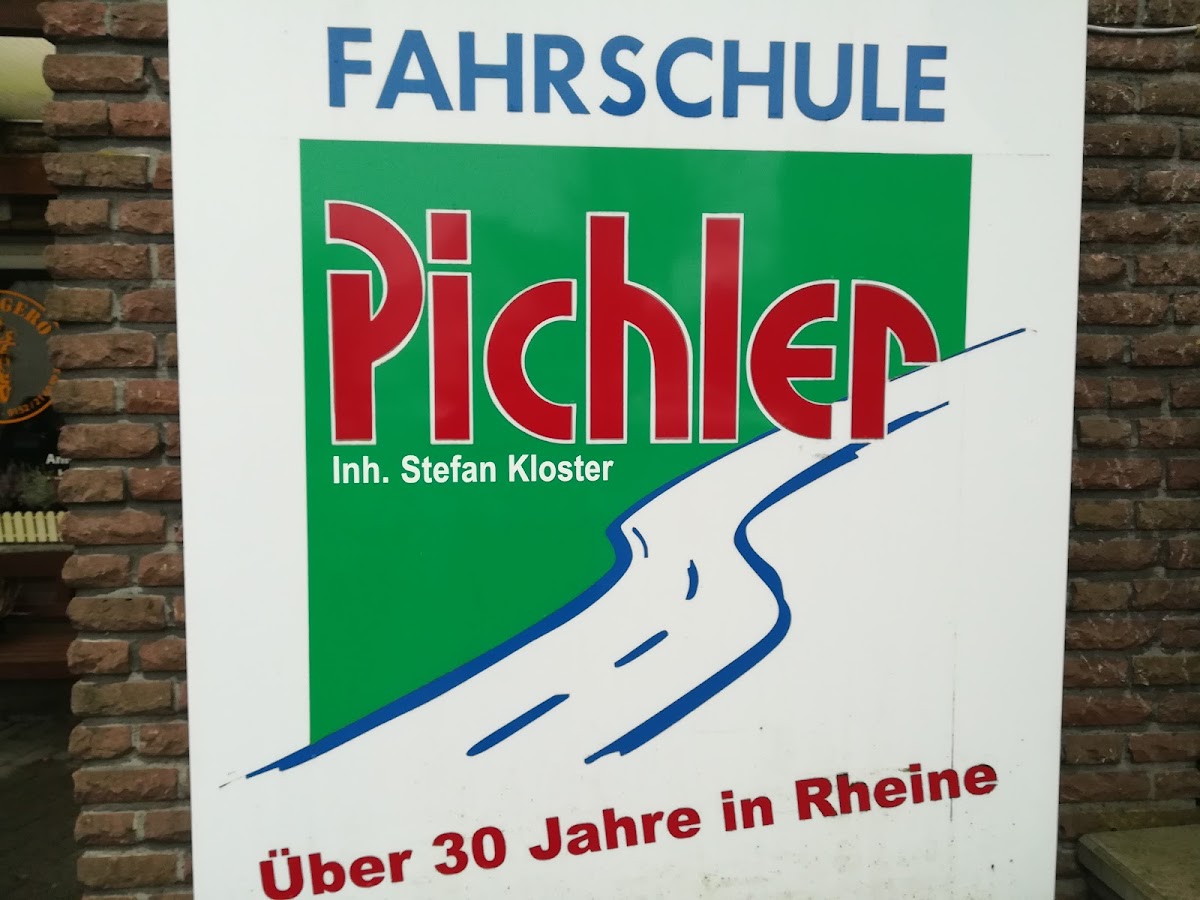 FAHRSCHULE
Pichler
Inh. Stefan Kloster
Über 30 Jahre in Rheine